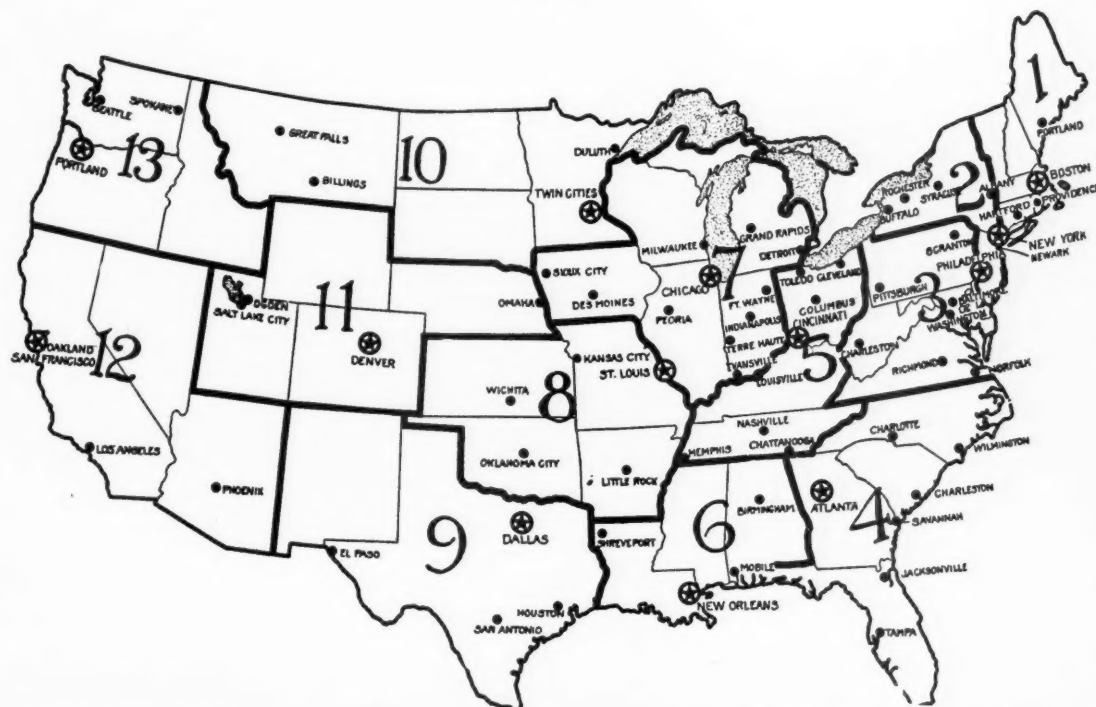 1
PORTLAND
SEATTLE
SPOKANE
GREAT FALLS
10
DULUTH
PORTLAND
13
BILLINGS
TWIN CITIES
2
ROCHESTER
SYRACUSE
ALBANY
BOSTON
BUFFALO
HARTFORD
PROVIDENCE
GRAND RAPIDS
MILWAUKEE
DETROIT
SCRANTON
NEW YORK
NEWARK
SIOUX CITY
7
CHICAGO
TOLEDO
CLEVELAND
PHILADELPHIA
OMAHA
DES MOINES
FT. WAYNE
PITTSBURGH
3
BALTIMORE
OGDEN
SALT LAKE CITY
11
PEORIA
INDIANAPOLIS
COLUMBUS
CINCINNATI
WASHINGTON
OAKLAND
SAN FRANCISCO
12
DENVER
TERRE HAUTE
KANSAS CITY
ST. LOUIS
EVANSVILLE
LOUISVILLE
5
CHARLESTON
RICHMOND
NORFOLK
WICHITA
8
NASHVILLE
CHATTANOOGA
CHARLOTTE
LOS ANGELES
OKLAHOMA CITY
MEMPHIS
WILMINGTON
PHOENIX
LITTLE ROCK
BIRMINGHAM
ATLANTA
4
CHARLESTON
9
DALLAS
6
SAVANNAH
EL PASO
SHREVEPORT
MOBILE
JACKSONVILLE
HOUSTON
NEW ORLEANS
SAN ANTONIO
TAMPA